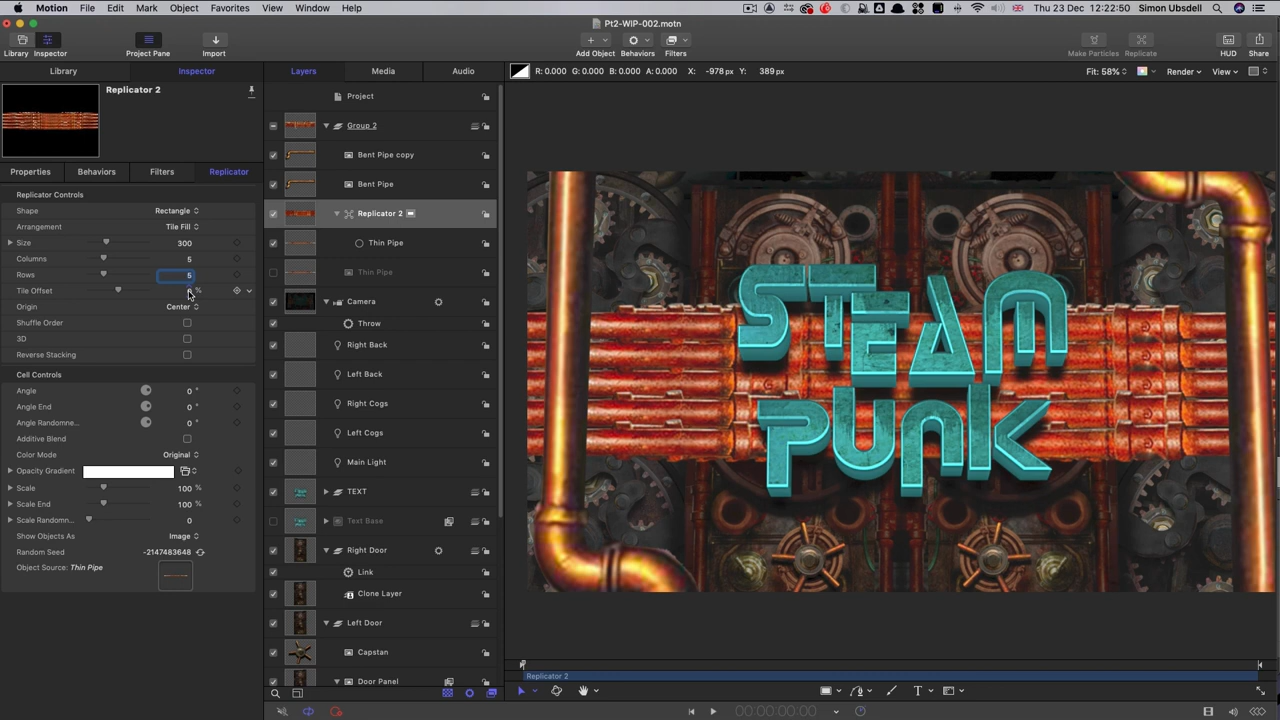 Motion File Edit Mark Object Favorites View Window Help Thu 23 Dec 12:22:50 Simon Ubsdell
Pt2-WIP-002.motn
Library Inspector Project Pane Import Add Object Behaviors Filters Make Particles Replicate HUD Share
Library Inspector Layers Media Audio R: 0.000 G: 0.000 B: 0.000 A: 0.000 X: -978 px Y: 389 px Fit: 58% Render View
Replicator 2
Properties Behaviors Filters Replicator
Replicator Controls
Shape Rectangle
Arrangement Tile Fill
Size 300
Columns 5
Rows 5
Tile Offset %
Origin Center
Shuffle Order
3D
Reverse Stacking
Cell Controls
Angle 0 °
Angle End 0 °
Angle Randomne... 0 °
Additive Blend
Color Mode Original
Opacity Gradient
Scale 100 %
Scale End 100 %
Scale Randomn... 0
Show Objects As Image
Random Seed -2147483648
Object Source: Thin Pipe
Project
Group 2
Bent Pipe copy
Bent Pipe
Replicator 2
Thin Pipe
Thin Pipe
Camera
Throw
Right Back
Left Back
Right Cogs
Left Cogs
Main Light
TEXT
Text Base
Right Door
Link
Clone Layer
Left Door
Capstan
Door Panel
STEAM
PUNK
Replicator 2
T
00:00:00:00